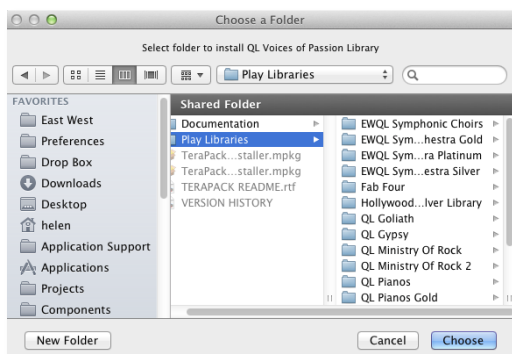 Choose a Folder
Select folder to install QL Voices of Passion Library
Play Libraries
FAVORITES
East West
Preferences
Drop Box
Downloads
Desktop
helen
Application Support
Applications
Projects
Components
Shared Folder
Documentation
Play Libraries
TeraPack...staller.mpkg
TeraPack...staller.mpkg
TERAPACK README.rtf
VERSION HISTORY
EWQL Symphonic Choirs
EWQL Sym...hestra Gold
EWQL Sym...ra Platinum
EWQL Sym...estra Silver
Fab Four
Hollywood...lver Library
QL Goliath
QL Gypsy
QL Ministry Of Rock
QL Ministry Of Rock 2
QL Pianos
QL Pianos Gold
New Folder
Cancel
Choose